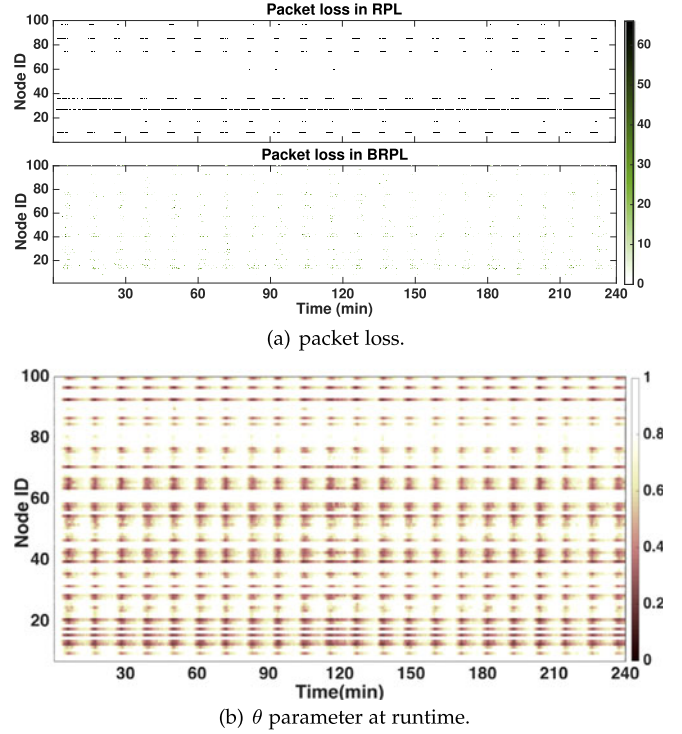 Packet loss in RPL
100
80
60
40
20
Node ID
Packet loss in BRPL
100
80
60
40
20
Node ID
30 60 90 120 150 180 210 240
Time (min)
60
50
40
30
20
10
0
(a) packet loss.
100
80
60
40
20
Node ID
30 60 90 120 150 180 210 240
Time(min)
1
0.8
0.6
0.4
0.2
0
(b) θ parameter at runtime.